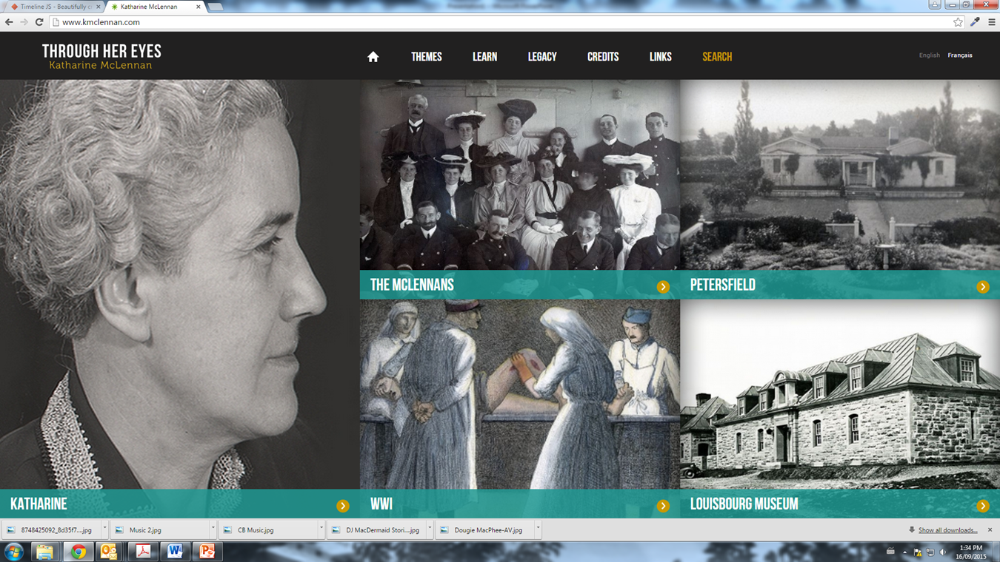 Timeline JS - Beautifully c
Katharine McLennan
www.kmclennan.com
THROUGH HER EYES
Katharine McLennan
THEMES LEARN LEGACY CREDITS LINKS SEARCH
English Français
THE MCLENNANS
PETERSFIELD
KATHARINE
WWI
LOUISBOURG MUSEUM
8748425092_8d35f7....jpg
Music 2.jpg
CB Music.jpg
DJ MacDermaid Stori....jpg
Dougie MacPhee-AV.jpg
Show all downloads...
1:34 PM
16/09/2015